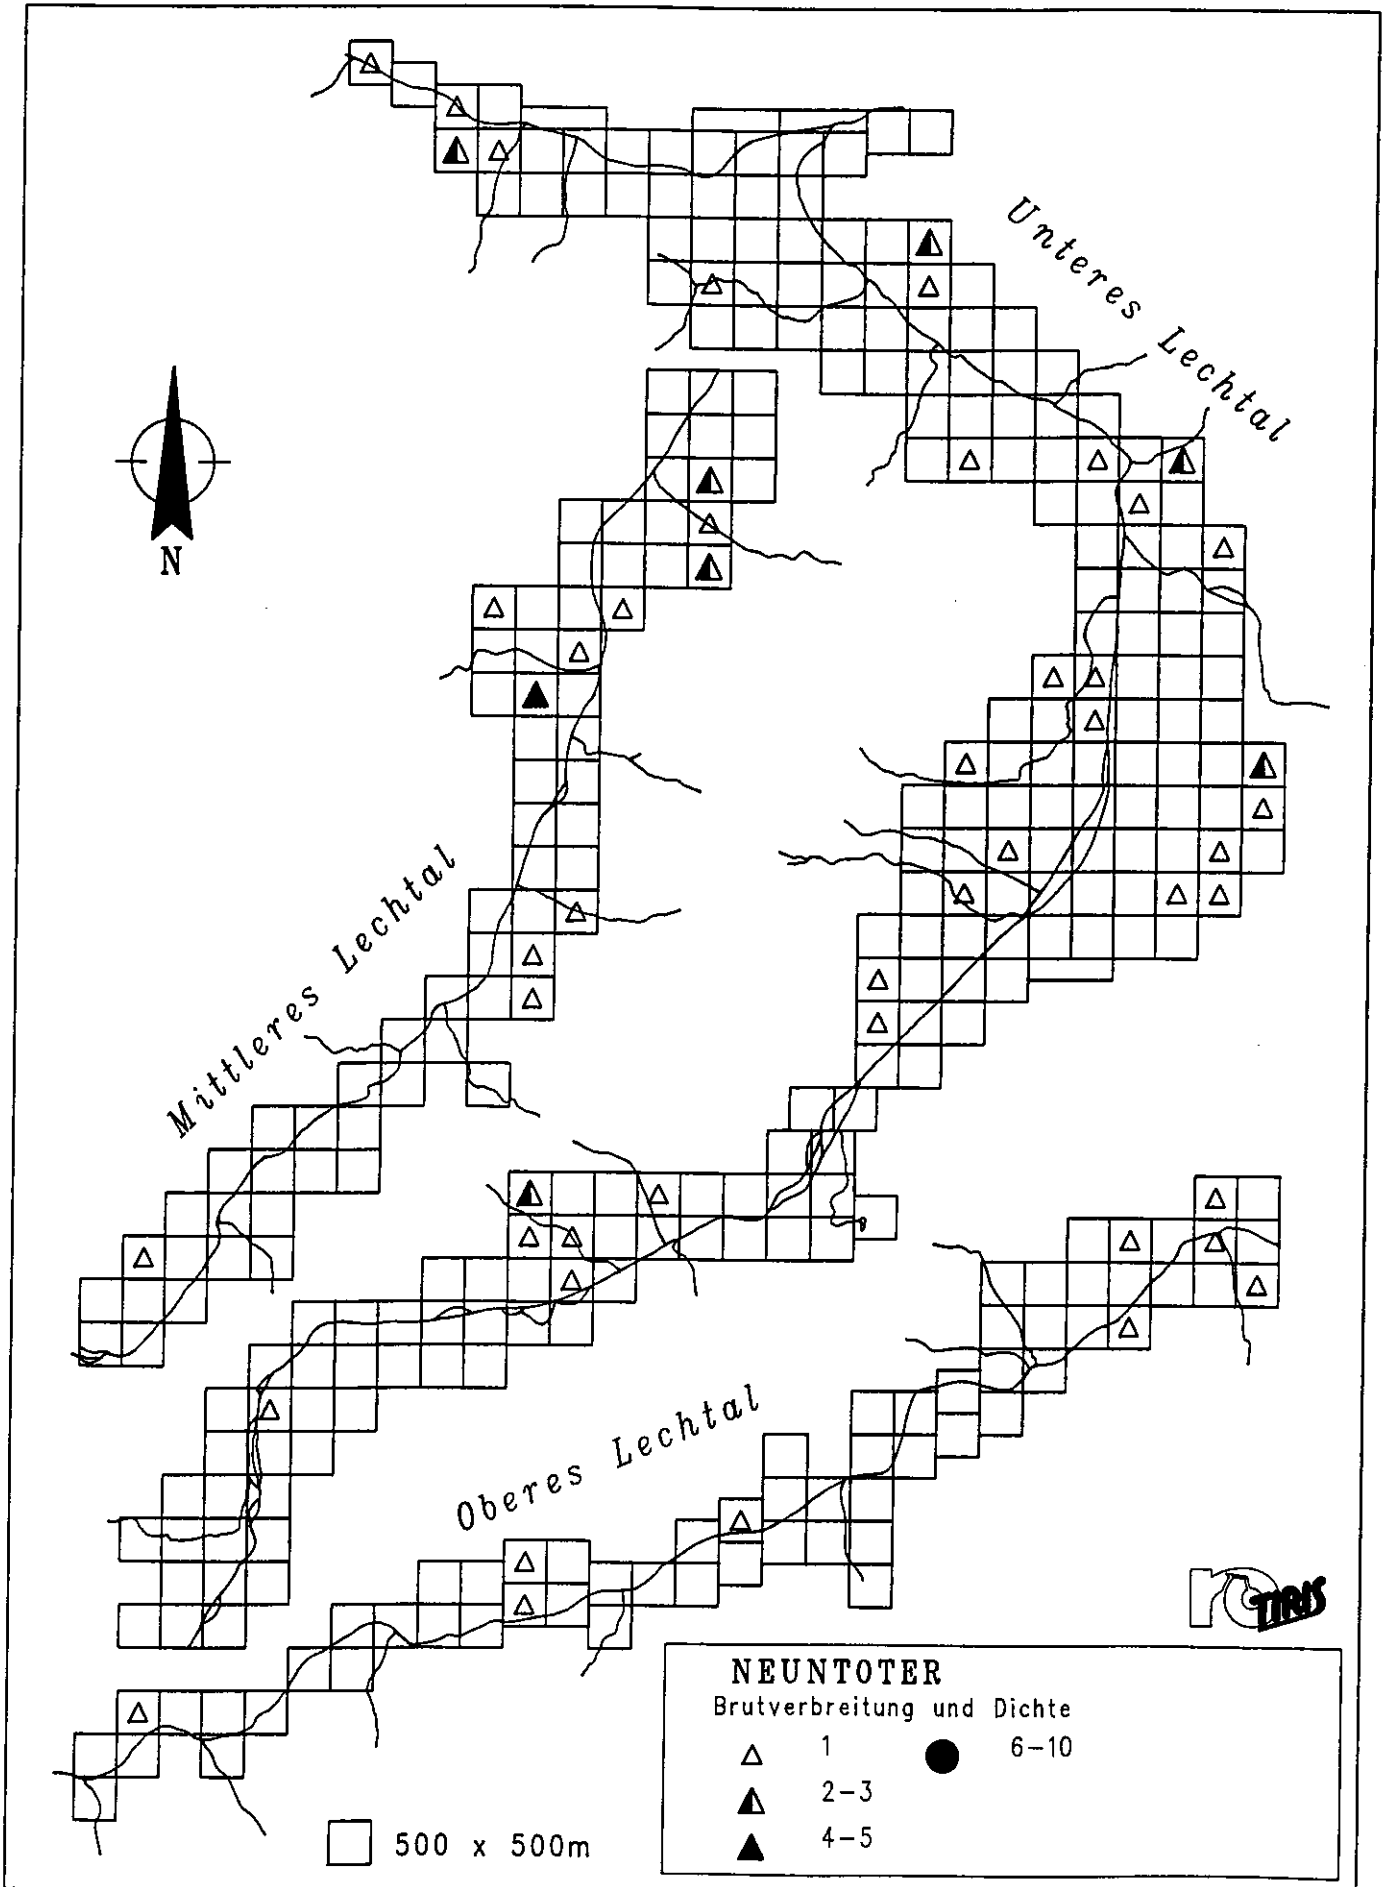 Unteres Lechtal
N
Mittleres Lechtal
Oberes Lechtal
TIRIS
NEUNTOTER
Brutverbreitung und Dichte
1 6-10
2-3
4-5
500 x 500m